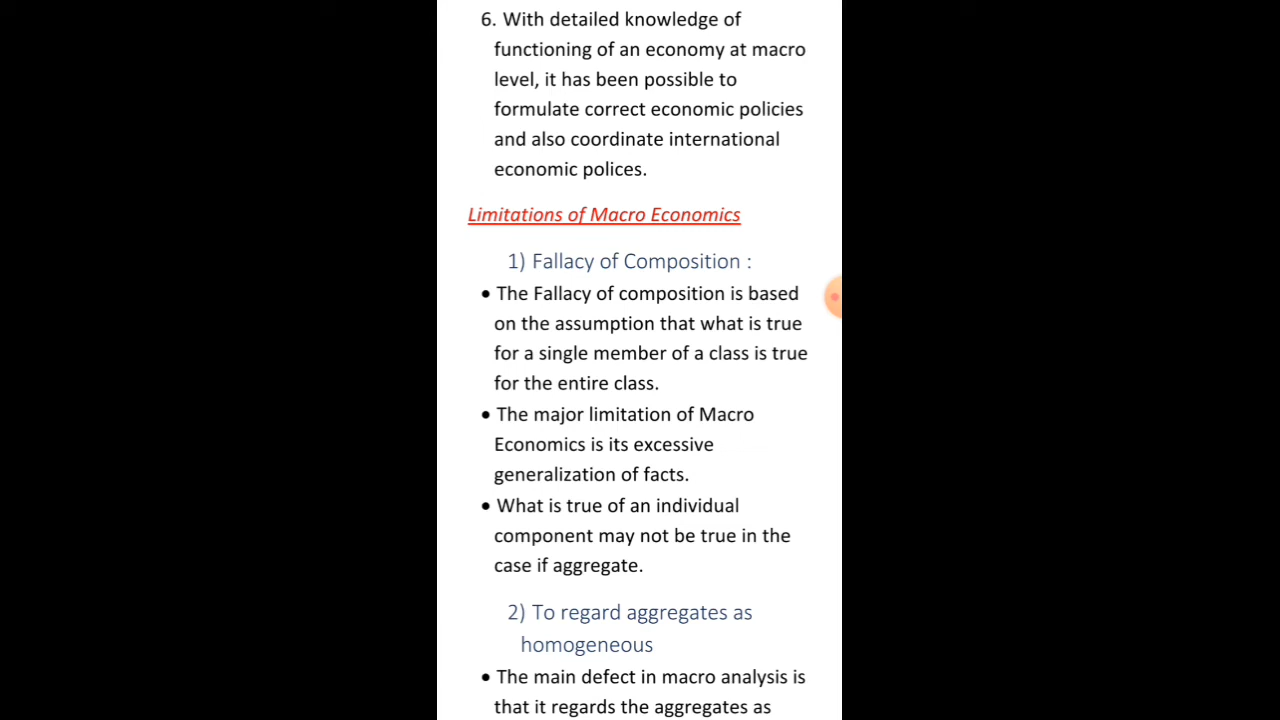 6. With detailed knowledge of
functioning of an economy at macro
level, it has been possible to
formulate correct economic policies
and also coordinate international
economic polices.
Limitations of Macro Economics
1) Fallacy of Composition :
• The Fallacy of composition is based
on the assumption that what is true
for a single member of a class is true
for the entire class.
• The major limitation of Macro
Economics is its excessive
generalization of facts.
• What is true of an individual
component may not be true in the
case if aggregate.
2) To regard aggregates as
homogeneous
• The main defect in macro analysis is
that it regards the aggregates as